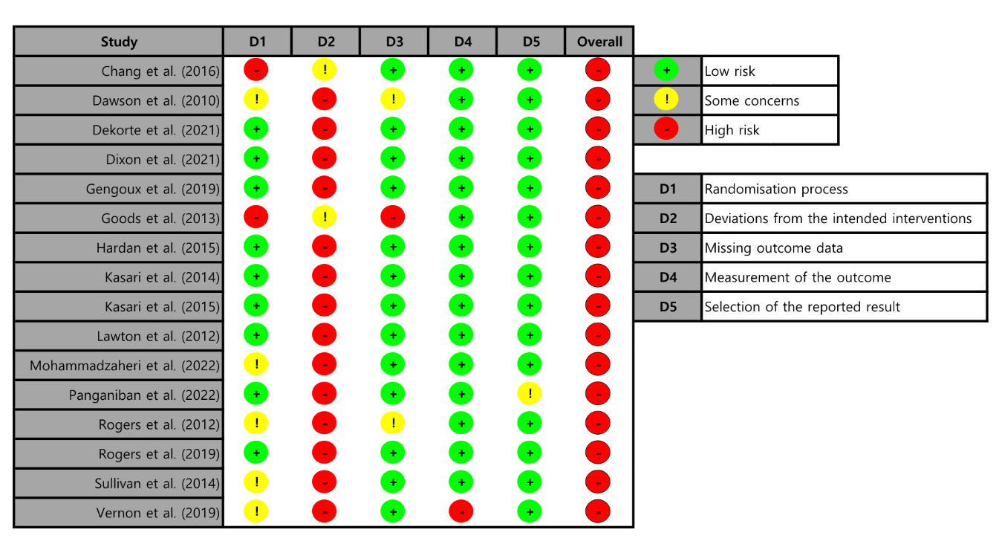 Study D1 D2 D3 D4 D5 Overall
Chang et al. (2016) - ! + + + - + Low risk
Dawson et al. (2010) ! - ! + + - ! Some concerns
Dekorte et al. (2021) + - + + + - - High risk
Dixon et al. (2021) + - + + + -
Gengoux et al. (2019) + - + + + - D1 Randomisation process
Goods et al. (2013) - ! - + + - D2 Deviations from the intended interventions
Hardan et al. (2015) + - + + + - D3 Missing outcome data
Kasari et al. (2014) + - + + + - D4 Measurement of the outcome
Kasari et al. (2015) + - + + + - D5 Selection of the reported result
Lawton et al. (2012) + - + + + -
Mohammadzaheri et al. (2022) ! - + + + -
Panganiban et al. (2022) + - + + ! -
Rogers et al. (2012) ! - ! + + -
Rogers et al. (2019) + - + + + -
Sullivan et al. (2014) ! - + + + -
Vernon et al. (2019) ! - + - + -